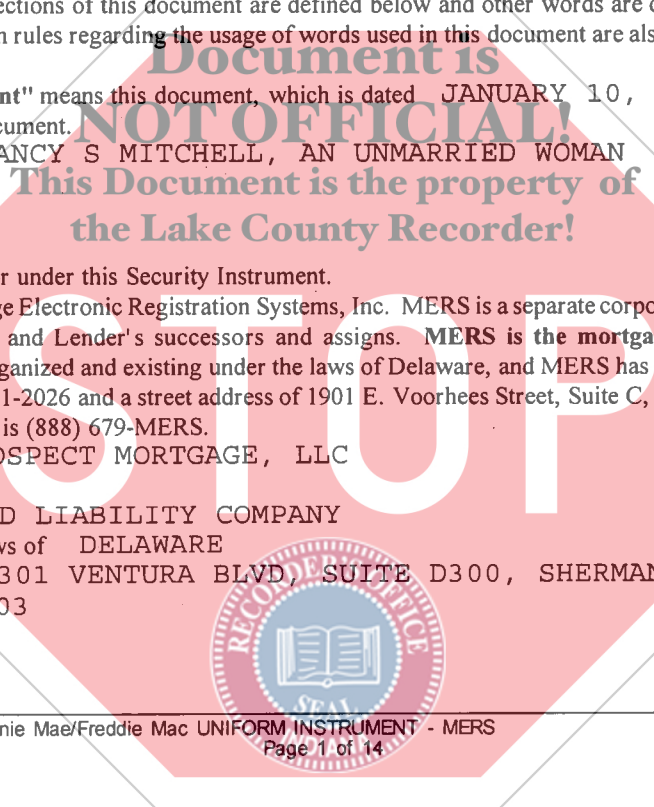 ections of this document are defined below and other words are
n rules regarding the usage of words used in this document are als
Document is
nt" means this document, which is dated JANUARY 10,
cument.
NOT OFFICIAL!
ANCY S MITCHELL, AN UNMARRIED WOMAN
This Document is the property of
the Lake County Recorder!
r under this Security Instrument.
ge Electronic Registration Systems, Inc. MERS is a separate corpo
and Lender's successors and assigns. MERS is the mortga
ganized and existing under the laws of Delaware, and MERS has
1-2026 and a street address of 1901 E. Voorhees Street, Suite C,
is (888) 679-MERS.
STOP
OSPECT MORTGAGE, LLC
D LIABILITY COMPANY
ws of DELAWARE
301 VENTURA BLVD, SUITE D300, SHERMAN
03
RECORDER'S OFFICE
SEAL
INDIANA
nie Mae/Freddie Mac UNIFORM INSTRUMENT - MERS
Page 1 of 14